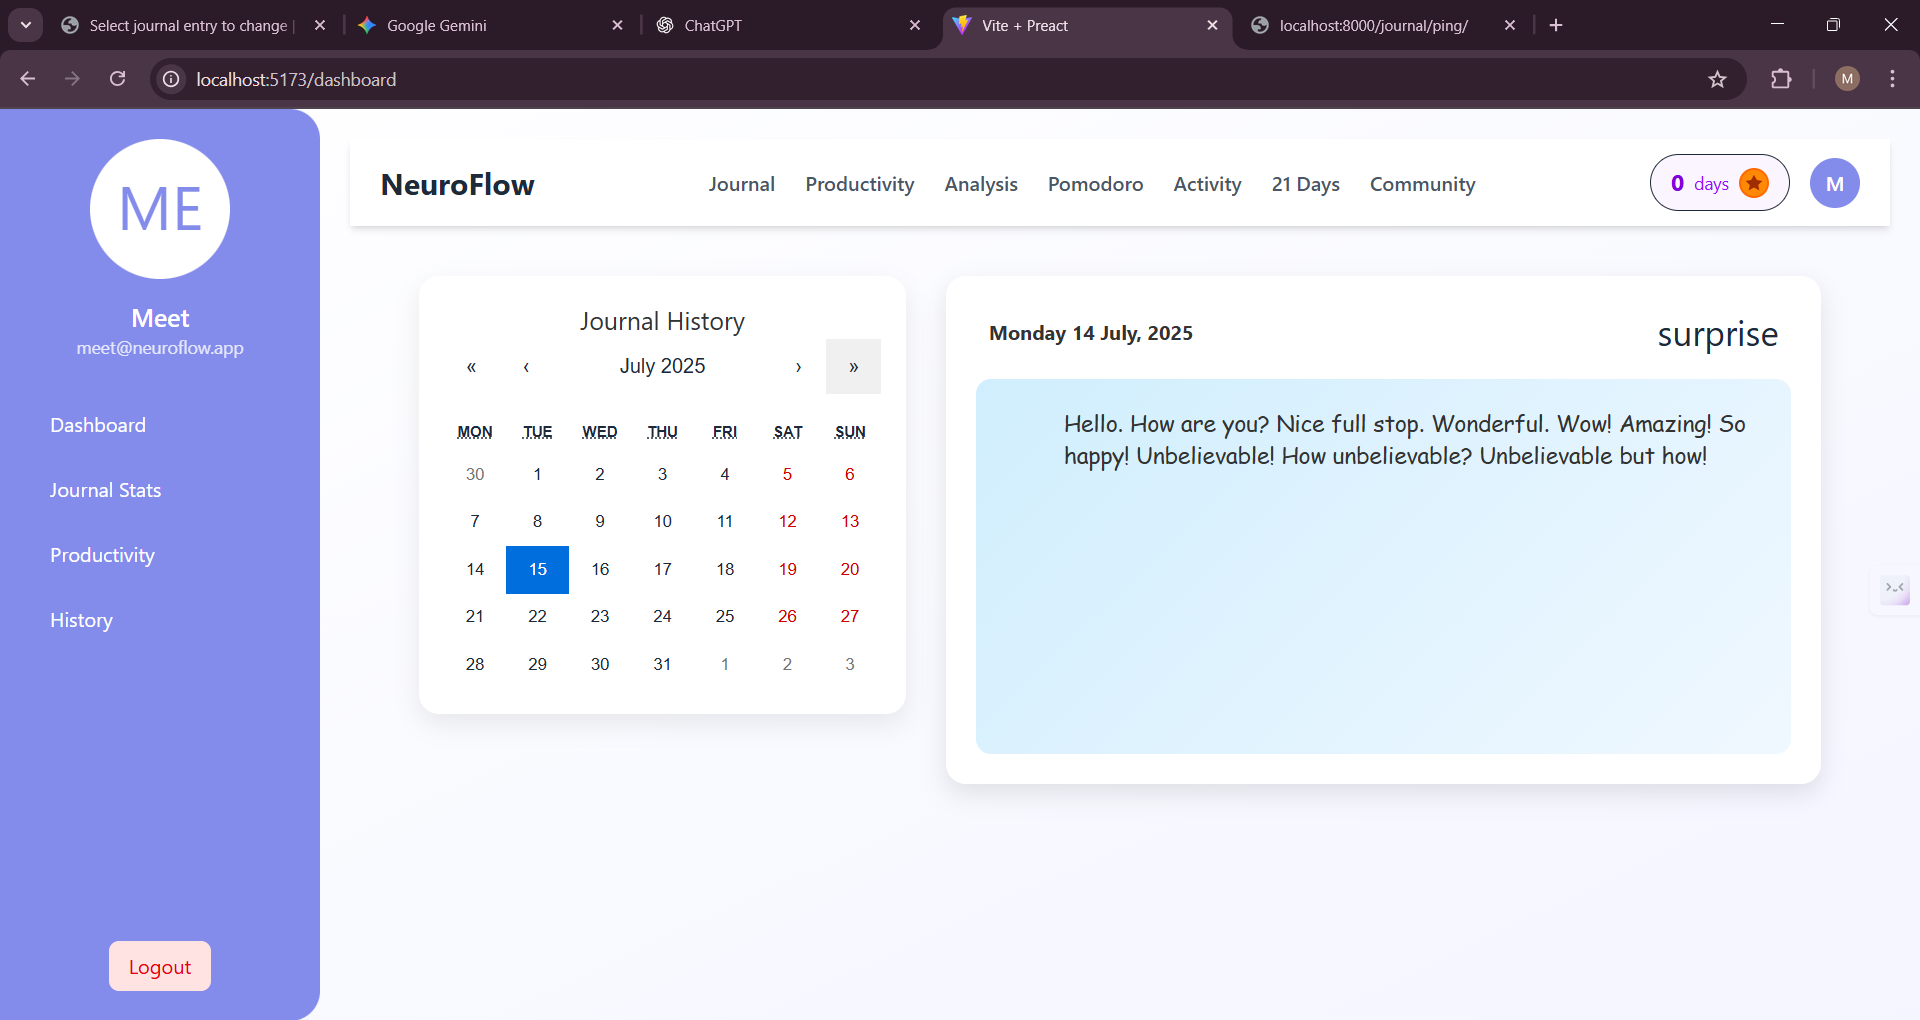 Select journal entry to change
Google Gemini
ChatGPT
Vite + Preact
localhost:8000/journal/ping/
localhost:5173/dashboard
M
ME
Meet
meet@neuroflow.app
Dashboard
Journal Stats
Productivity
History
Logout
NeuroFlow
Journal Productivity Analysis Pomodoro Activity 21 Days Community
0 days
M
Journal History
« ‹ July 2025 › »
MON TUE WED THU FRI SAT SUN
30 1 2 3 4 5 6
7 8 9 10 11 12 13
14 15 16 17 18 19 20
21 22 23 24 25 26 27
28 29 30 31 1 2 3
Monday 14 July, 2025
surprise
Hello. How are you? Nice full stop. Wonderful. Wow! Amazing! So
happy! Unbelievable! How unbelievable? Unbelievable but how!